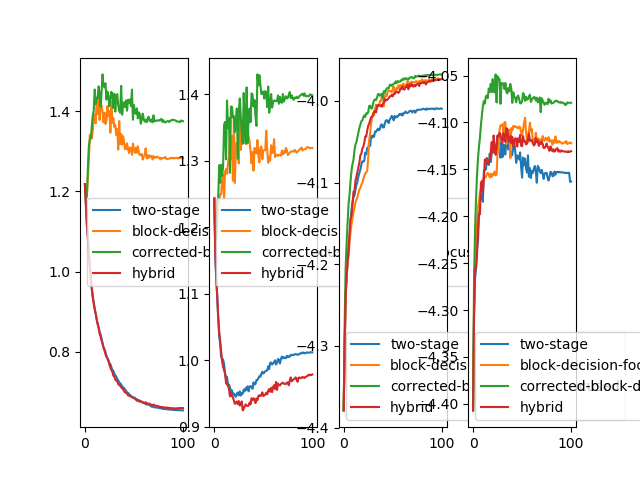 1.4
1.2
1.0
0.8
0
100
two-stage
block-decis
corrected-b
hybrid
1.4
1.3
1.2
1.1
1.0
0.9
0
100
two-stage
block-decis
corrected-b
hybrid
ocus
−4.0
−4.1
−4.2
−4.3
−4.4
0
100
two-stage
block-decis
corrected-b
hybrid
−4.05
−4.10
−4.15
−4.20
−4.25
−4.30
−4.35
−4.40
0
100
two-stage
block-decision-foc
corrected-block-d
hybrid